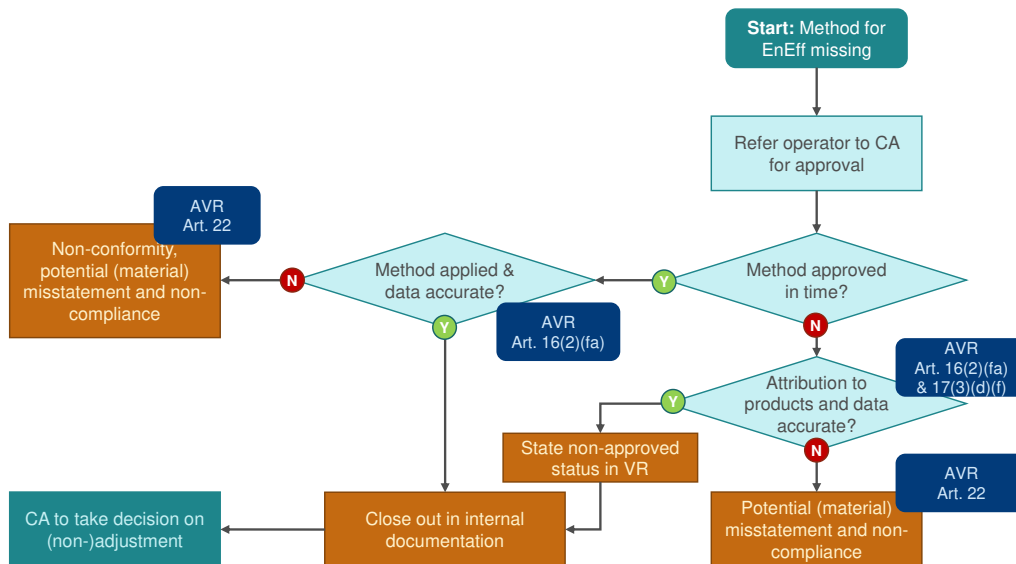 Start: Method for
EnEff missing
Refer operator to CA
for approval
AVR
Art. 22
Non-conformity,
potential (material)
misstatement and non-
compliance
N
Method applied &
data accurate?
Y
Y
Method approved
in time?
N
AVR
Art. 16(2)(fa)
AVR
Art. 16(2)(fa)
& 17(3)(d)(f)
Attribution to
products and data
accurate?
Y
N
State non-approved
status in VR
AVR
Art. 22
CA to take decision on
(non-)adjustment
Close out in internal
documentation
Potential (material)
misstatement and non-
compliance